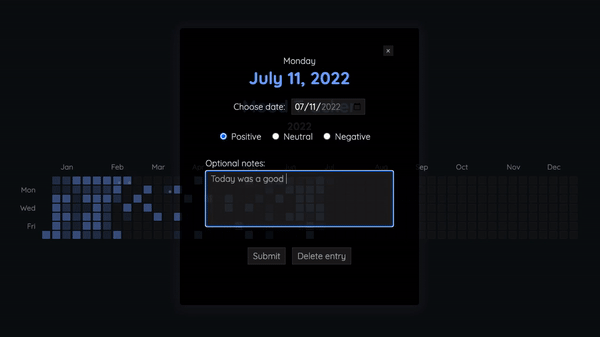 ×
Monday
July 11, 2022
Choose date: 07/11/2022
2022
Positive Neutral Negative
Jan Feb Mar Sep Oct Nov Dec
Optional notes:
Today was a good
Mon
Wed
Fri
Submit Delete entry